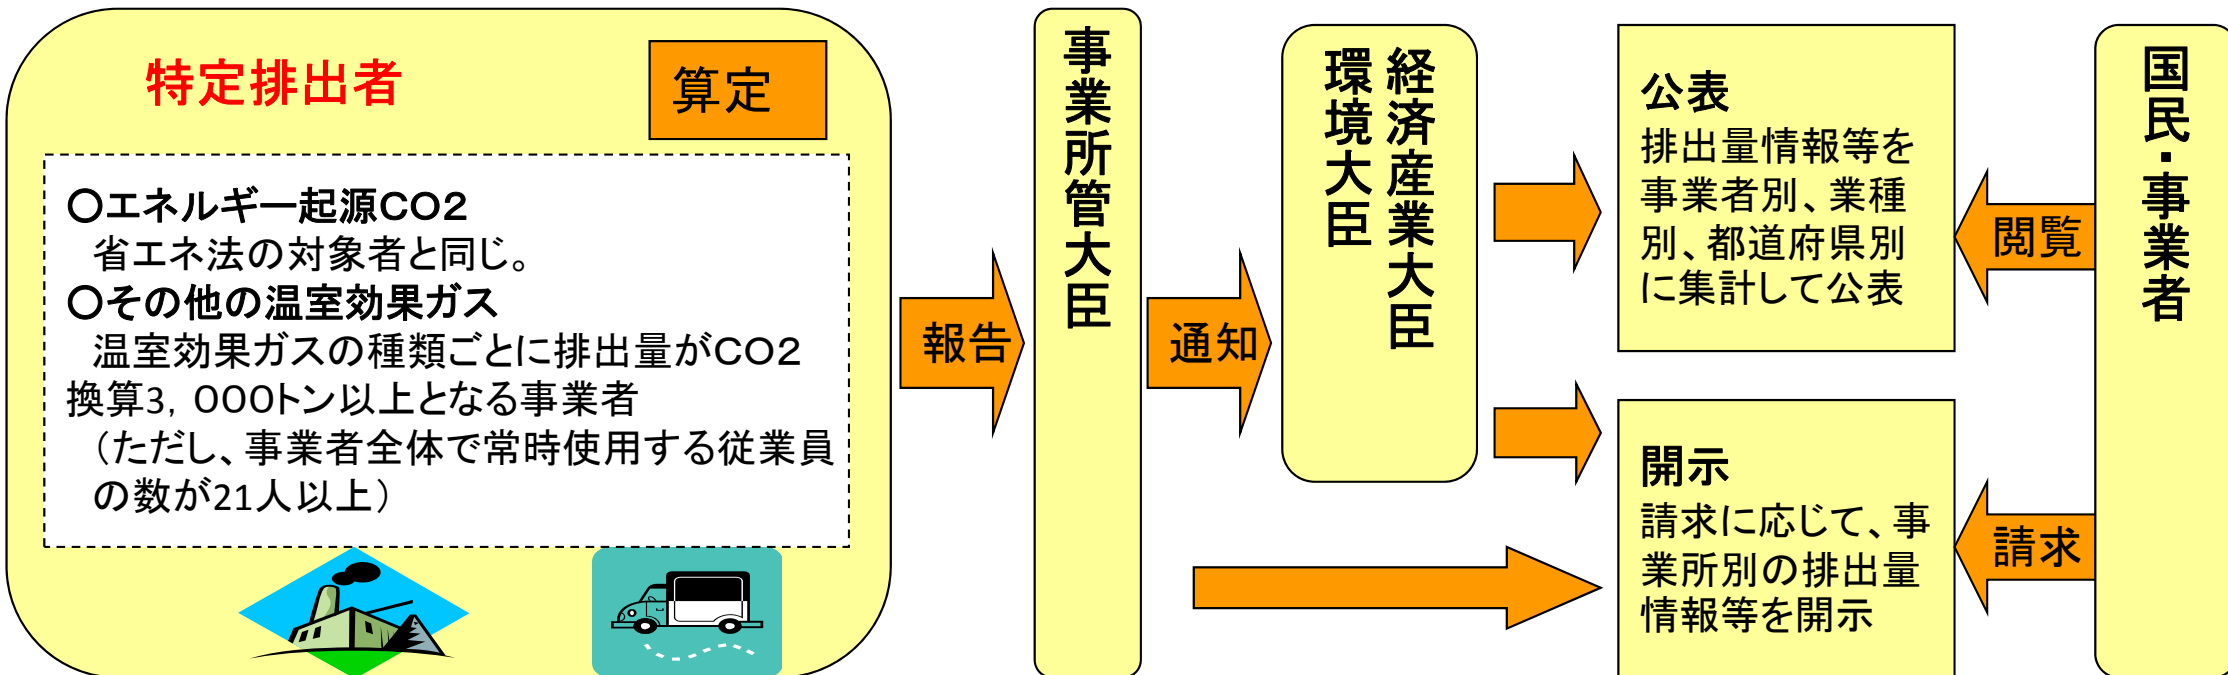 特定排出者
算定
○エネルギー起源CO2
省エネ法の対象者と同じ。
○その他の温室効果ガス
温室効果ガスの種類ごとに排出量がCO2
換算3，000トン以上となる事業者
（ただし、事業者全体で常時使用する従業員
の数が21人以上）
報告
事業所管大臣
通知
経済産業大臣
環境大臣
公表
排出量情報等を
事業者別、業種
別、都道府県別
に集計して公表
開示
請求に応じて、事
業所別の排出量
情報等を開示
閲覧
請求
国民・事業者